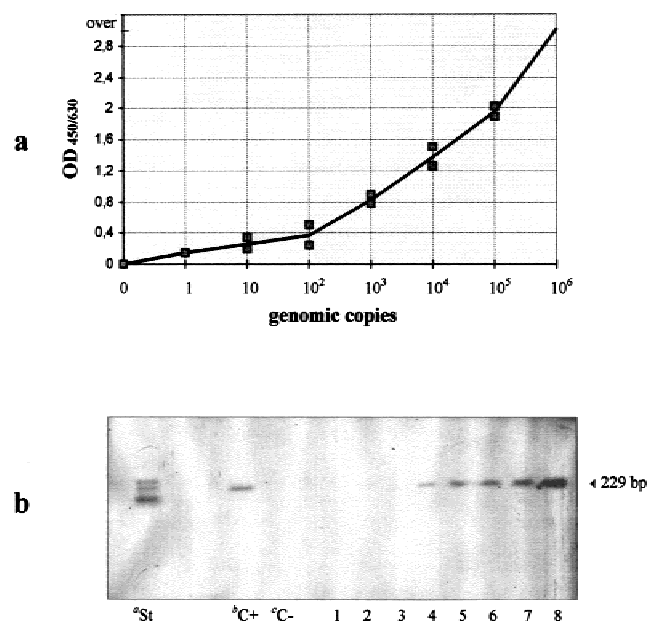 a
OD 450/630
over
2,8
2,4
2
1,6
1,2
0,8
0,4
0
0 1 10 10² 10³ 10⁴ 10⁵ 10⁶
genomic copies
b
◂ 229 bp
ᵃSt ᵇC+ ᶜC- 1 2 3 4 5 6 7 8